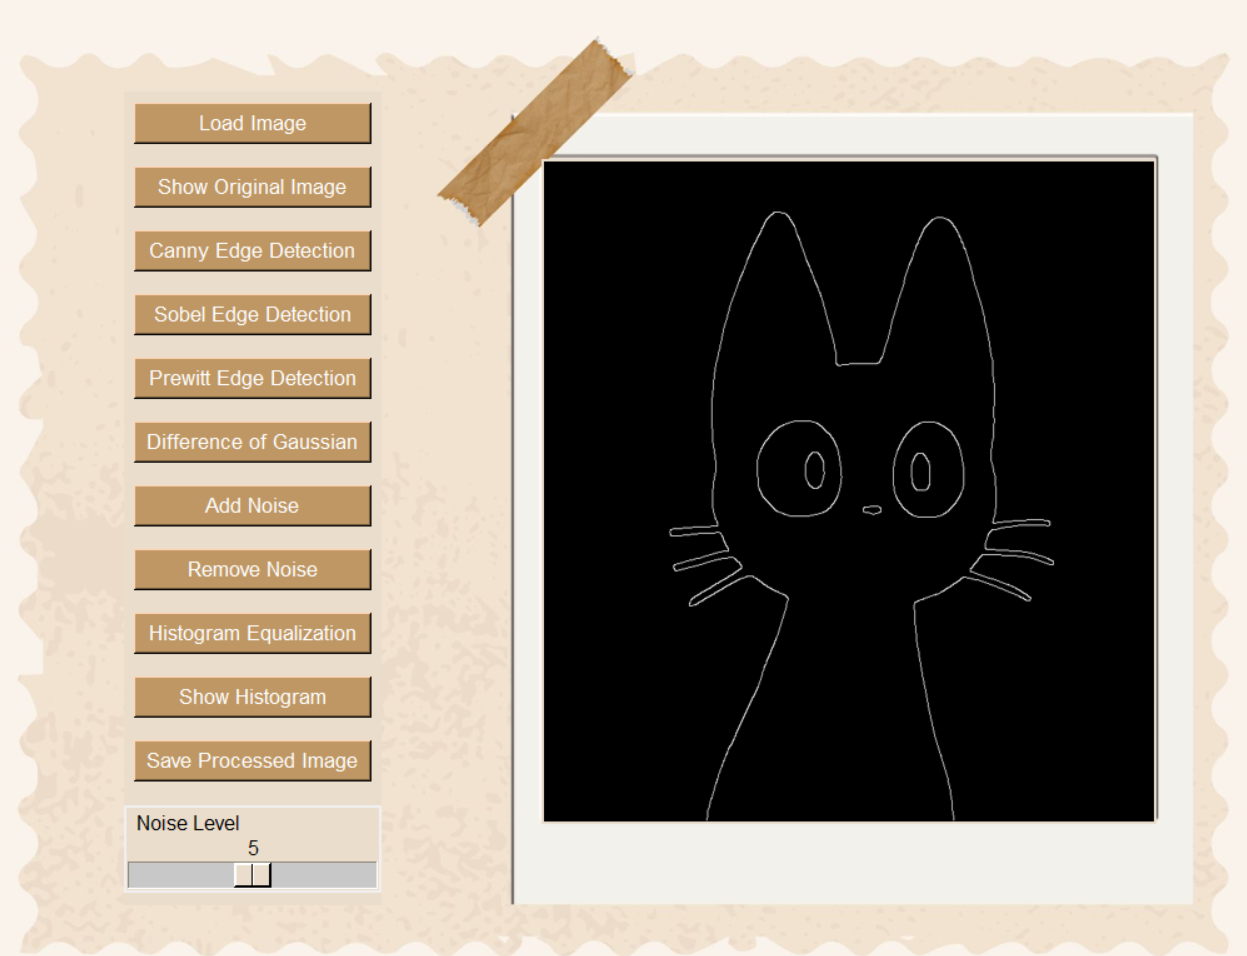 Load Image
Show Original Image
Canny Edge Detection
Sobel Edge Detection
Prewitt Edge Detection
Difference of Gaussian
Add Noise
Remove Noise
Histogram Equalization
Show Histogram
Save Processed Image
Noise Level
5